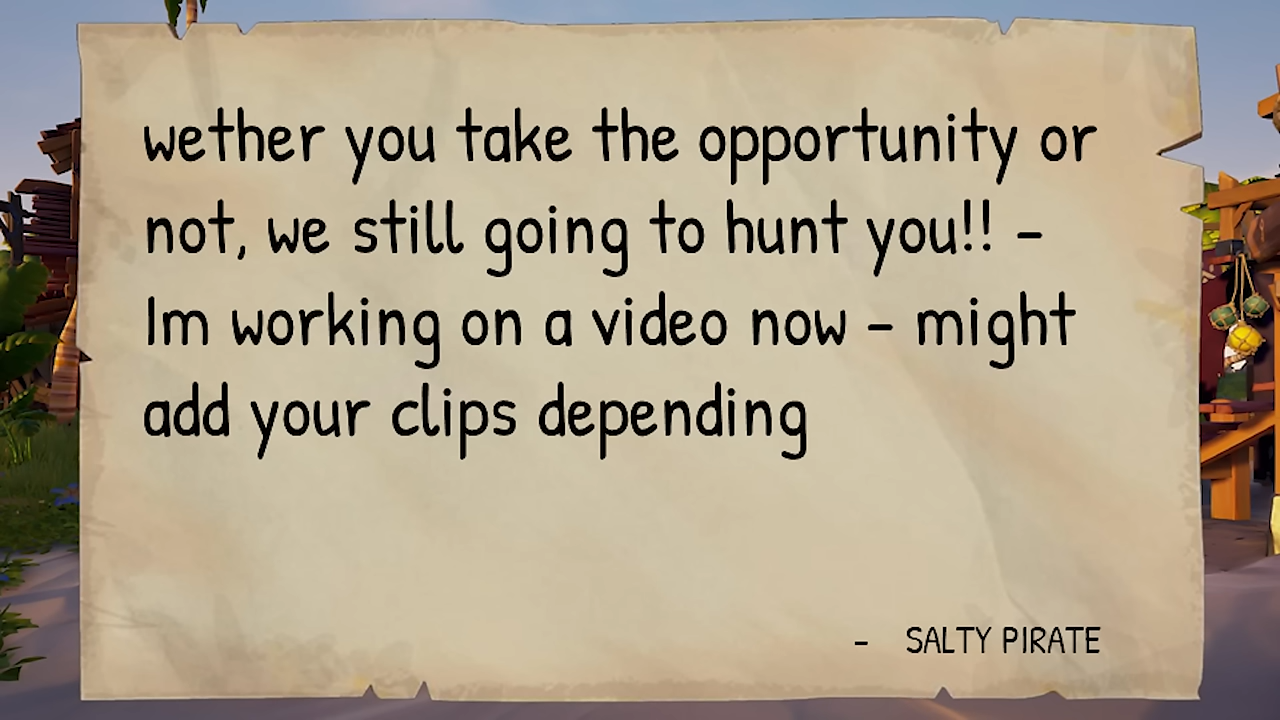 wether you take the opportunity or
not, we still going to hunt you!! -
Im working on a video now - might
add your clips depending
- SALTY PIRATE